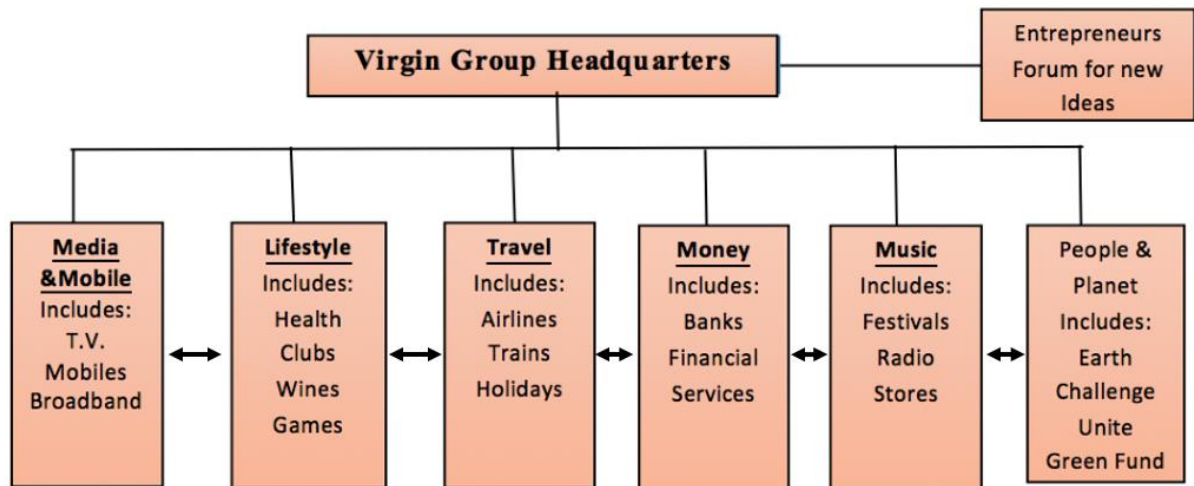 Virgin Group Headquarters
Entrepreneurs
Forum for new
Ideas
Media
&Mobile
Includes:
T.V.
Mobiles
Broadband
Lifestyle
Includes:
Health
Clubs
Wines
Games
Travel
Includes:
Airlines
Trains
Holidays
Money
Includes:
Banks
Financial
Services
Music
Includes:
Festivals
Radio
Stores
People &
Planet
Includes:
Earth
Challenge
Unite
Green Fund